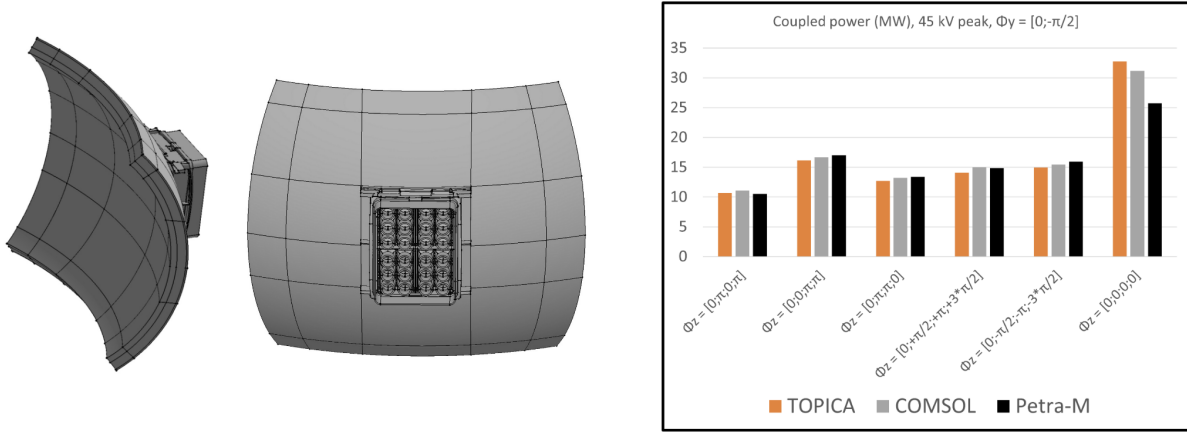 Coupled power (MW), 45 kV peak, Φy = [0;-π/2]
35
30
25
20
15
10
5
0
Φz = [0;π;0;π]
Φz = [0;0;π;π]
Φz = [0;π;π;0]
Φz = [0;+π/2;+π;+3*π/2]
Φz = [0;-π/2;-π;-3*π/2]
Φz = [0;0;0;0]
TOPICA COMSOL Petra-M